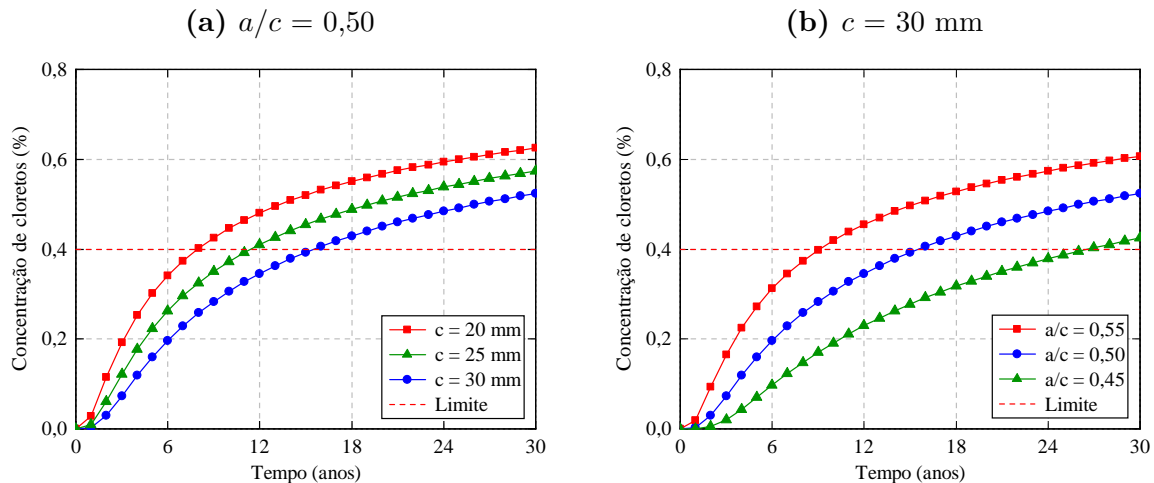 (a) a/c = 0,50
Concentração de cloretos (%)
0,8
0,6
0,4
0,2
0,0
c = 20 mm
c = 25 mm
c = 30 mm
Limite
0 6 12 18 24 30
Tempo (anos)
(b) c = 30 mm
Concentração de cloretos (%)
0,8
0,6
0,4
0,2
0,0
a/c = 0,55
a/c = 0,50
a/c = 0,45
Limite
0 6 12 18 24 30
Tempo (anos)